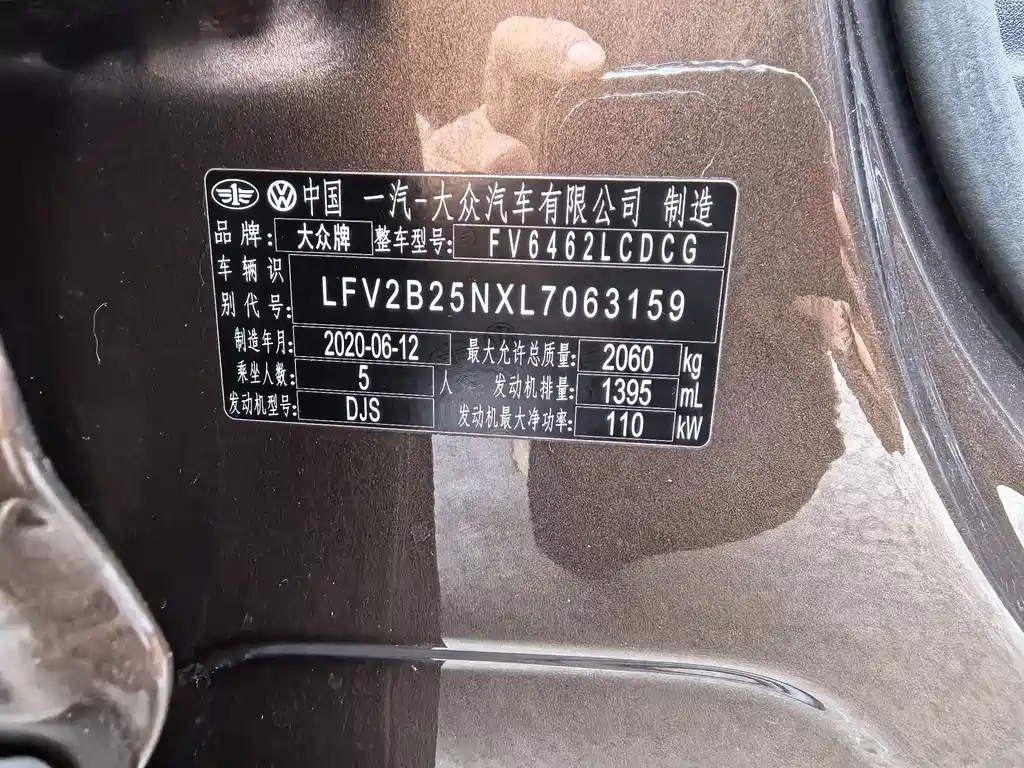 中国 一汽-大众汽车有限公司 制造
品牌: 大众牌 整车型号: FV6462LCDCG
车辆识别代号: LFV2B25NXL7063159
制造年月: 2020-06-12 最大允许总质量: 2060 kg
乘坐人数: 5 人 发动机排量: 1395 mL
发动机型号: DJS 发动机最大净功率: 110 kW